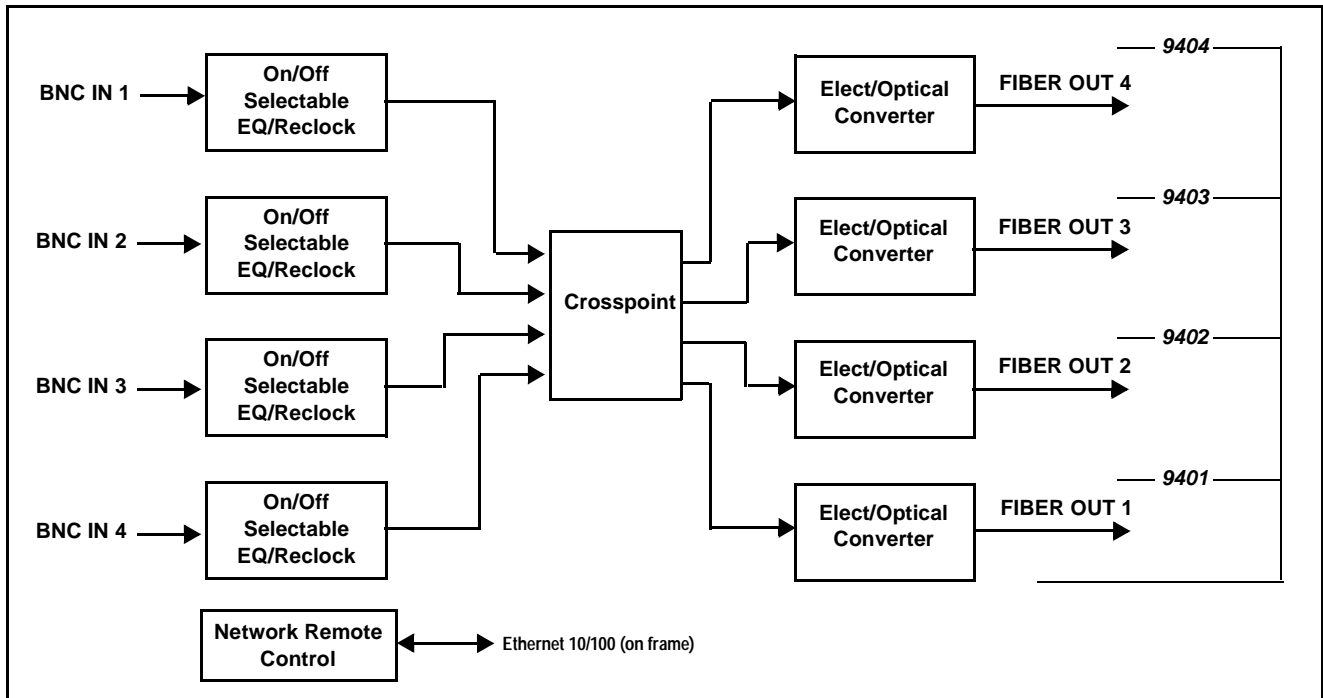 BNC IN 1
On/Off
Selectable
EQ/Reclock
BNC IN 2
On/Off
Selectable
EQ/Reclock
BNC IN 3
On/Off
Selectable
EQ/Reclock
BNC IN 4
On/Off
Selectable
EQ/Reclock
Crosspoint
Elect/Optical
Converter
FIBER OUT 4
9404
Elect/Optical
Converter
FIBER OUT 3
9403
Elect/Optical
Converter
FIBER OUT 2
9402
Elect/Optical
Converter
FIBER OUT 1
9401
Network Remote
Control
Ethernet 10/100 (on frame)